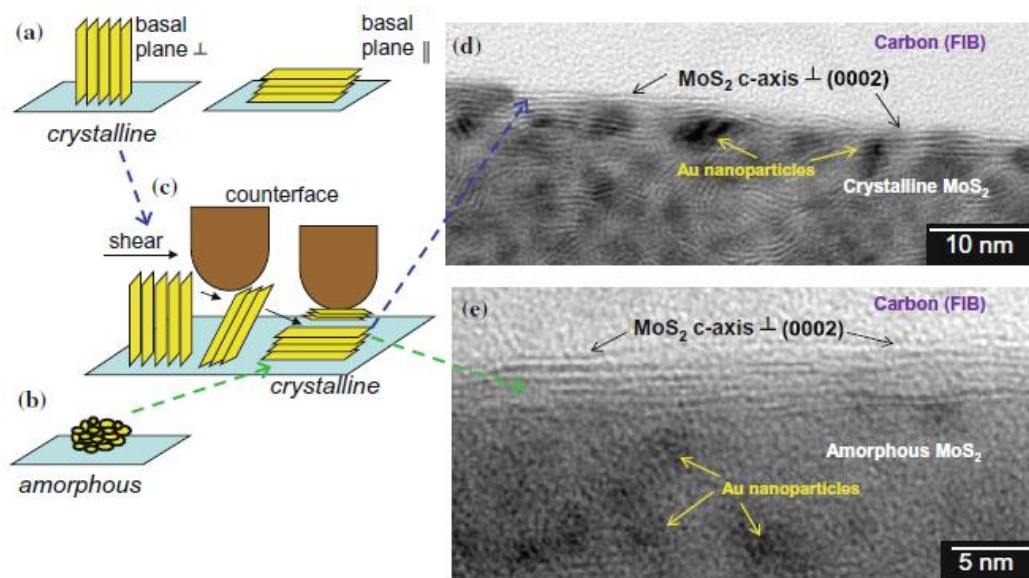 (a)
basal
plane ⊥
basal
plane ||
crystalline
(c)
counterface
shear
crystalline
(b)
amorphous
(d)
Carbon (FIB)
MoS₂ c-axis ⊥ (0002)
Au nanoparticles
Crystalline MoS₂
10 nm
(e)
Carbon (FIB)
MoS₂ c-axis ⊥ (0002)
Amorphous MoS₂
Au nanoparticles
5 nm